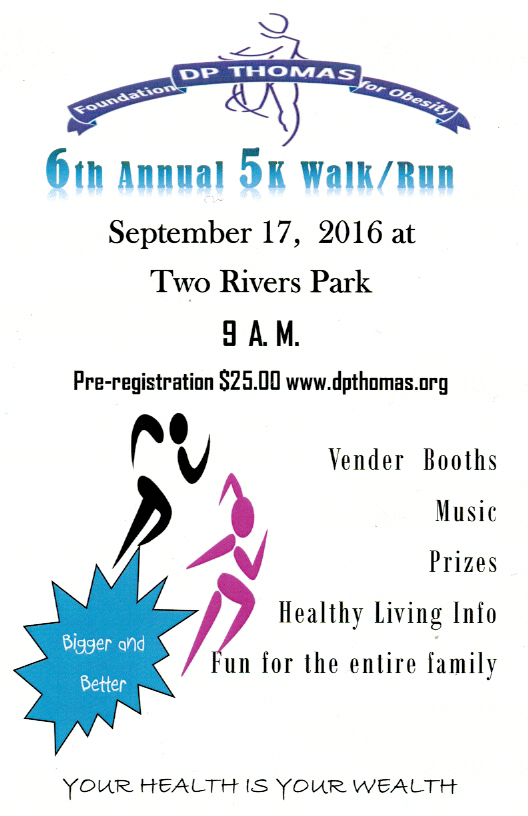 DP THOMAS
Foundation for Obesity
6th Annual 5K Walk/Run
September 17, 2016 at
Two Rivers Park
9 A.M.
Pre-registration $25.00 www.dpthomas.org
Vender Booths
Music
Prizes
Healthy Living Info
Fun for the entire family
Bigger and
Better
YOUR HEALTH IS YOUR WEALTH